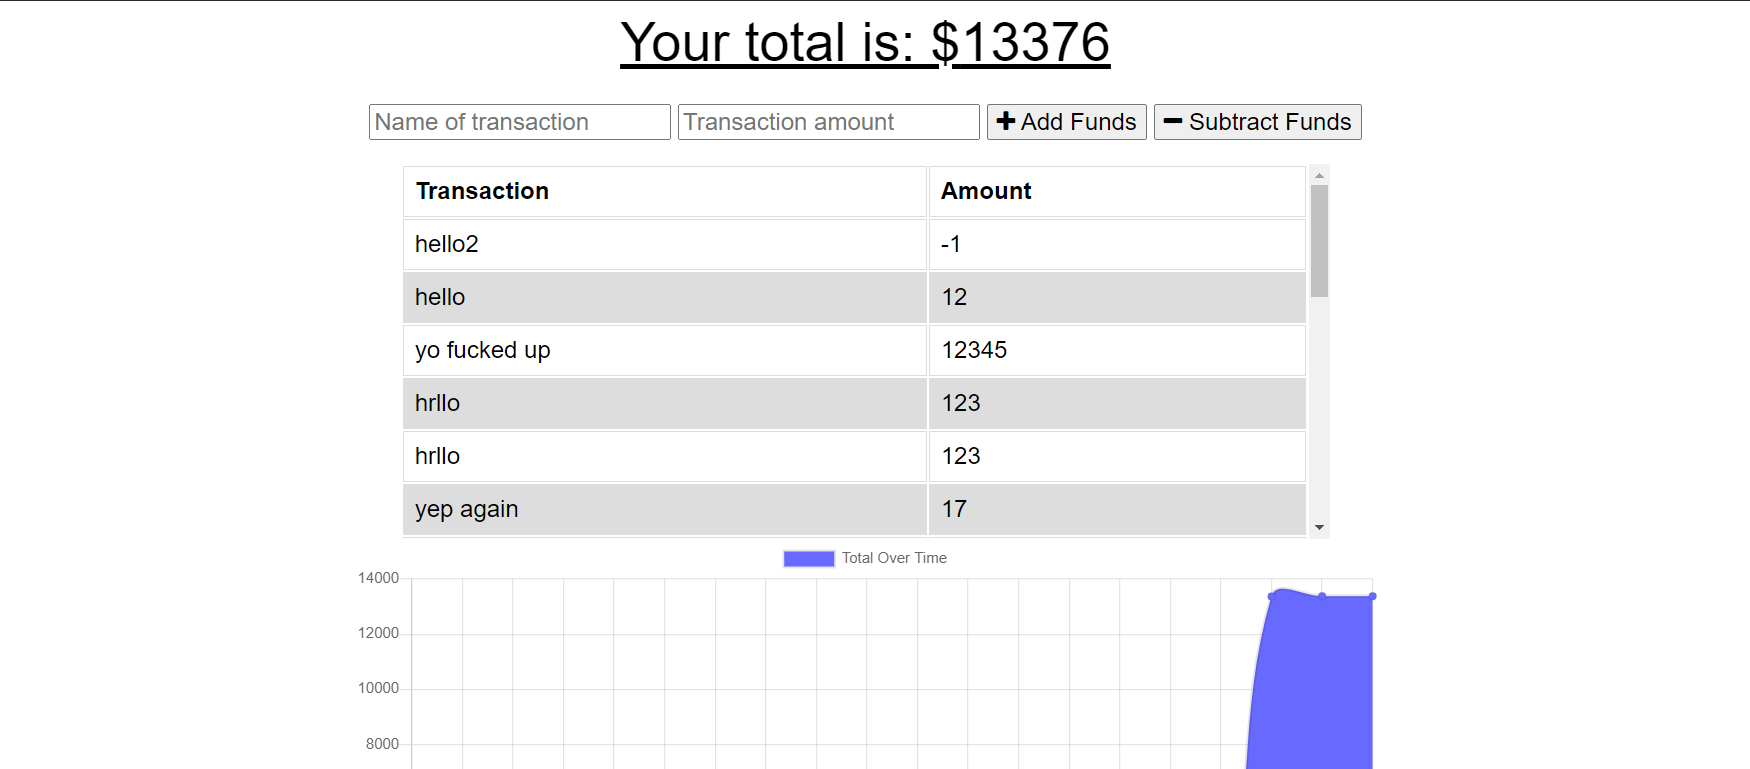 Your total is: $13376
Name of transaction Transaction amount Add Funds Subtract Funds
Transaction Amount
hello2 -1
hello 12
yo fucked up 12345
hrllo 123
hrllo 123
yep again 17
Total Over Time
14000
12000
10000
8000